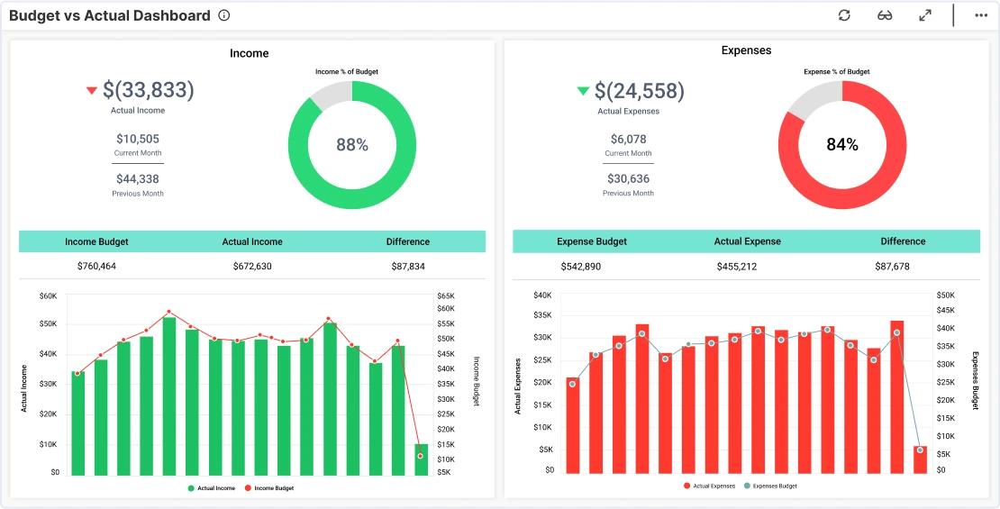 Budget vs Actual Dashboard
Income
$(33,833)
Actual Income
$10,505
Current Month
$44,338
Previous Month
Income % of Budget
88%
Income Budget Actual Income Difference
$760,464 $672,630 $87,834
Actual Income
$60K
$50K
$40K
$30K
$20K
$10K
$0
$65K
$60K
$55K
$50K
$45K
$40K
$35K
$30K
$25K
$20K
$15K
$10K
$5K
Income Budget
Actual Income Income Budget
Expenses
$(24,558)
Actual Expenses
$6,078
Current Month
$30,636
Previous Month
Expense % of Budget
84%
Expense Budget Actual Expense Difference
$542,890 $455,212 $87,678
Actual Expenses
$40K
$35K
$30K
$25K
$20K
$15K
$10K
$5K
$0
$50K
$45K
$40K
$35K
$30K
$25K
$20K
$15K
$10K
$5K
$0
Expenses Budget
Actual Expenses Expenses Budget